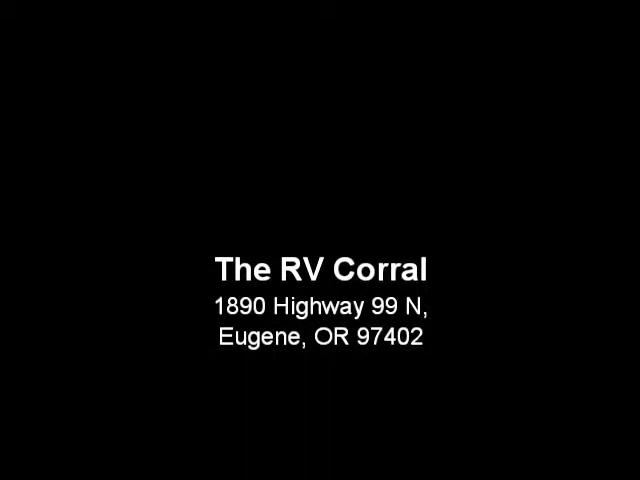 The RV Corral
1890 Highway 99 N,
Eugene, OR 97402